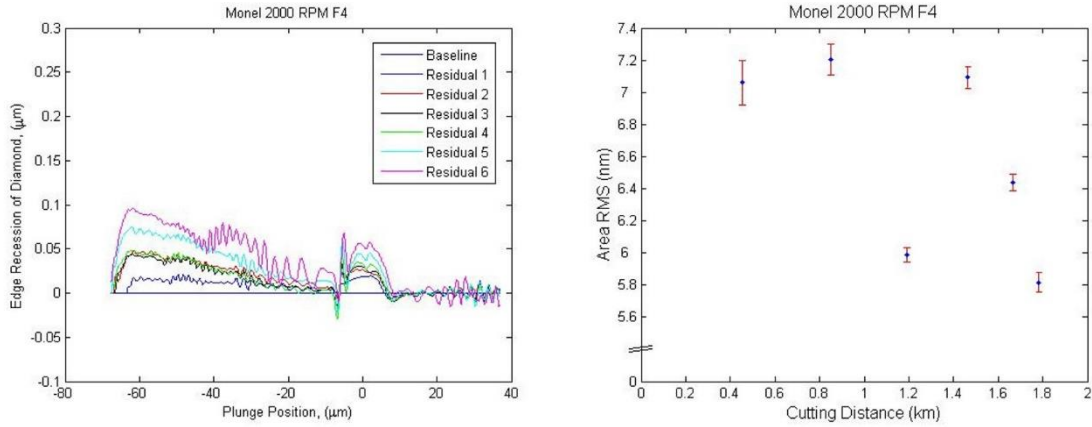 Monel 2000 RPM F4
0.3
0.25
0.2
0.15
0.1
0.05
0
-0.05
-0.1
Edge Recession of Diamond, (μm)
Baseline
Residual 1
Residual 2
Residual 3
Residual 4
Residual 5
Residual 6
-80 -60 -40 -20 0 20 40
Plunge Position, (μm)
Monel 2000 RPM F4
7.4
7.2
7
6.8
6.6
6.4
6.2
6
5.8
5.6
0
Area RMS (nm)
0 0.2 0.4 0.6 0.8 1 1.2 1.4 1.6 1.8 2
Cutting Distance (km)